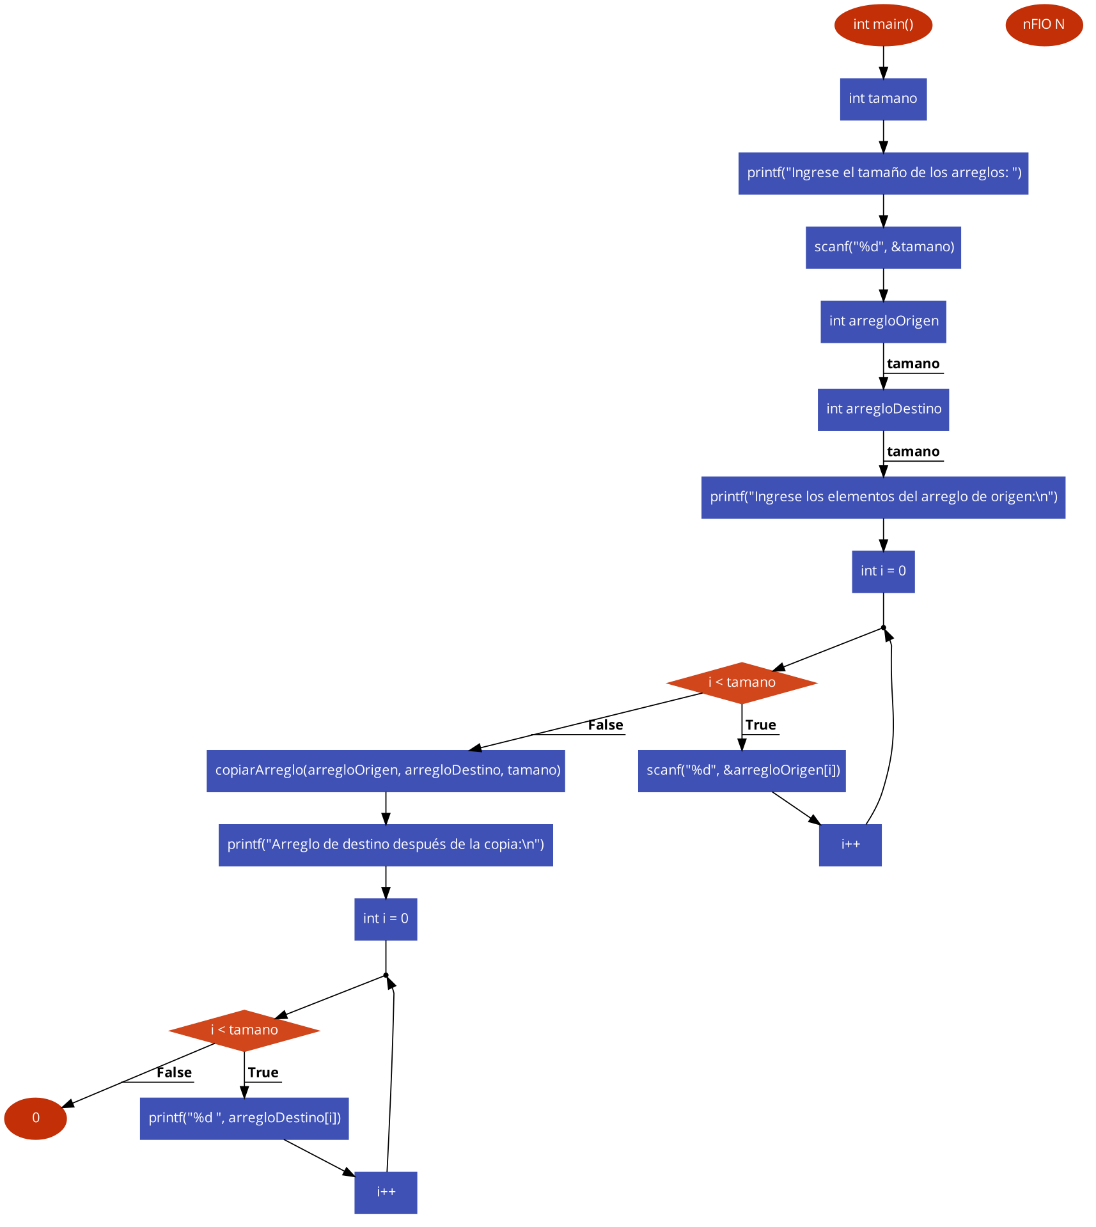 int main()
nFIO N
int tamano
printf("Ingrese el tamaño de los arreglos: ")
scanf("%d", &tamano)
int arregloOrigen
tamano
int arregloDestino
tamano
printf("Ingrese los elementos del arreglo de origen:\n")
int i = 0
i < tamano
False
True
copiarArreglo(arregloOrigen, arregloDestino, tamano)
scanf("%d", &arregloOrigen[i])
printf("Arreglo de destino después de la copia:\n")
i++
int i = 0
i < tamano
False
True
0
printf("%d ", arregloDestino[i])
i++